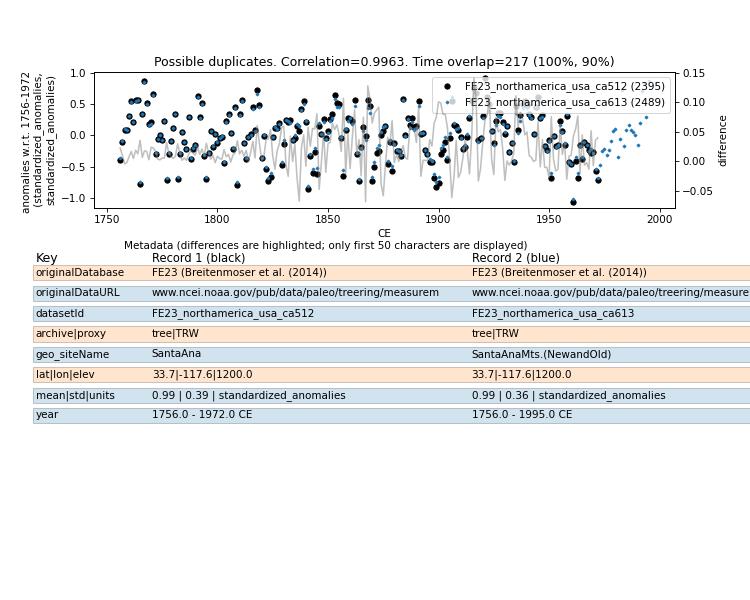 Possible duplicates. Correlation=0.9963. Time overlap=217 (100%, 90%)
anomalies w.r.t. 1756-1972
(standardized_anomalies,
standardized_anomalies)
1.0
0.5
0.0
−0.5
−1.0
0.15
0.10
0.05
0.00
−0.05
difference
FE23_northamerica_usa_ca512 (2395)
FE23_northamerica_usa_ca613 (2489)
1750 1800 1850 1900 1950 2000
CE
Metadata (differences are highlighted; only first 50 characters are displayed)
Key Record 1 (black) Record 2 (blue)
originalDatabase FE23 (Breitenmoser et al. (2014)) FE23 (Breitenmoser et al. (2014))
originalDataURL www.ncei.noaa.gov/pub/data/paleo/treering/measurem www.ncei.noaa.gov/pub/data/paleo/treering/measure
datasetId FE23_northamerica_usa_ca512 FE23_northamerica_usa_ca613
archive|proxy tree|TRW tree|TRW
geo_siteName SantaAna SantaAnaMts.(NewandOld)
lat|lon|elev 33.7|-117.6|1200.0 33.7|-117.6|1200.0
mean|std|units 0.99 | 0.39 | standardized_anomalies 0.99 | 0.36 | standardized_anomalies
year 1756.0 - 1972.0 CE 1756.0 - 1995.0 CE